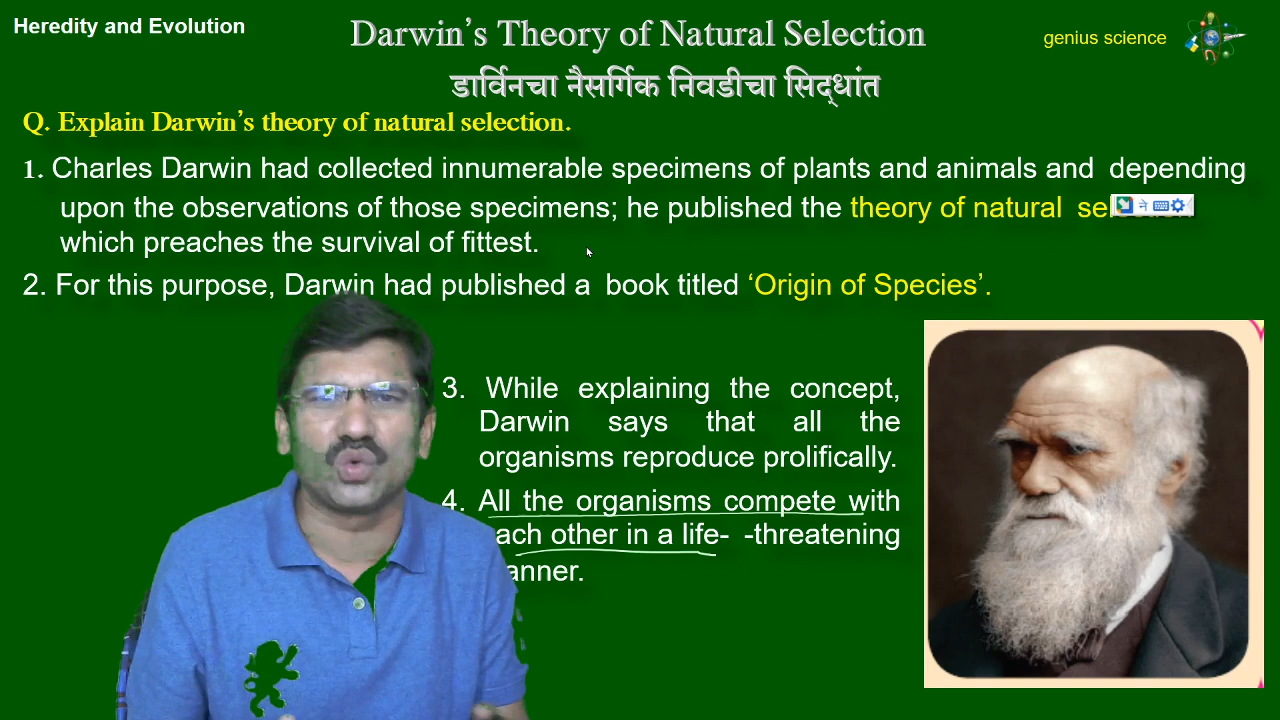 Heredity and Evolution
Darwin's Theory of Natural Selection
genius science
डार्विनचा नैसर्गिक निवडीचा सिद्धांत
Q. Explain Darwin's theory of natural selection.
1. Charles Darwin had collected innumerable specimens of plants and animals and depending
upon the observations of those specimens; he published the theory of natural
ने
which preaches the survival of fittest.
2. For this purpose, Darwin had published a book titled ‘Origin of Species’.
3. While explaining the concept,
Darwin says that all the
organisms reproduce prolifically.
4. All the organisms compete with
ach other in a life- -threatening
anner.